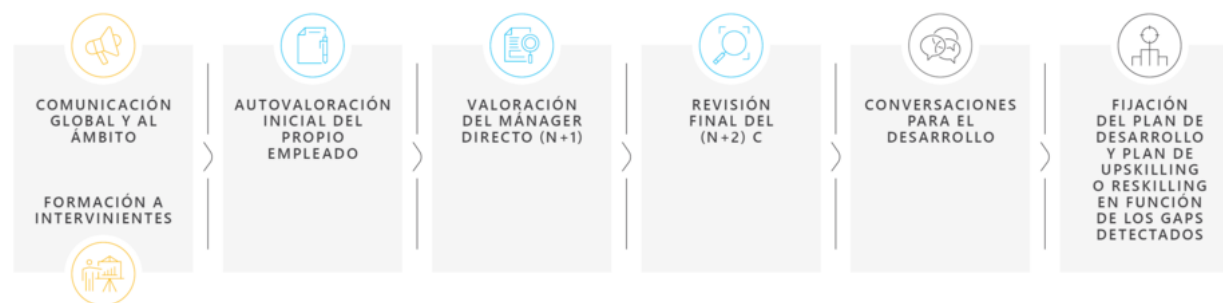 COMUNICACIÓN
GLOBAL Y AL
ÁMBITO
FORMACIÓN A
INTERVINIENTES
AUTOVALORACIÓN
INICIAL DEL
PROPIO
EMPLEADO
VALORACIÓN
DEL MÁNAGER
DIRECTO (N+1)
REVISIÓN
FINAL DEL
(N+2) C
CONVERSACIONES
PARA EL
DESARROLLO
FIJACIÓN
DEL PLAN DE
DESARROLLO
Y PLAN DE
UPSKILLING
O RESKILLING
EN FUNCIÓN
DE LOS GAPS
DETECTADOS